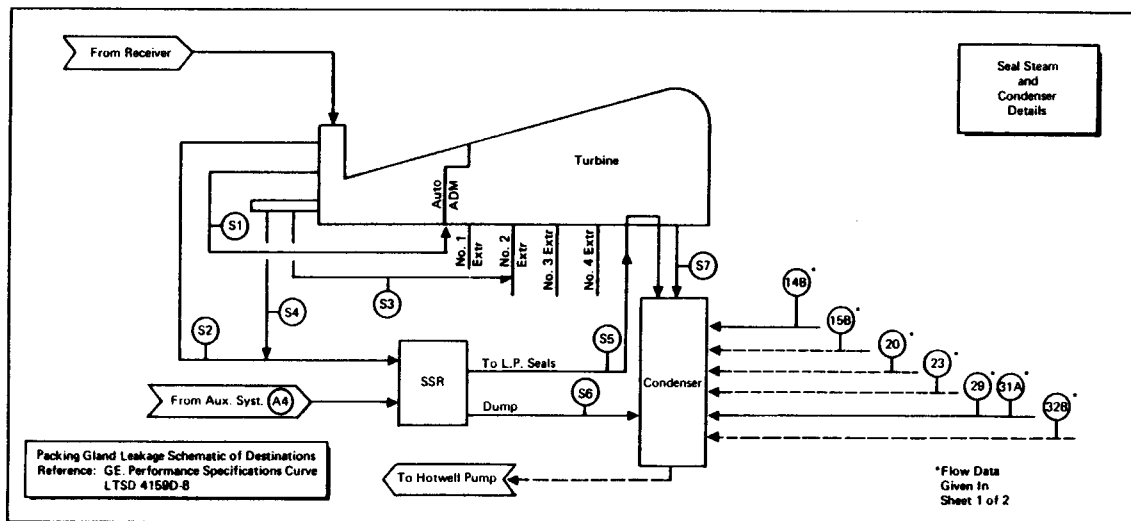 From Receiver
Seal Steam
and
Condenser
Details
Turbine
Auto
ADM
S1
No. 1
Extr
No. 2
Extr
No. 3 Extr
No. 4 Extr
S7
S3
S4
14B*
15B*
20*
23*
29*
31A*
32B*
S2
S5
To L.P. Seals
SSR
Condenser
From Aux. Syst. A4
Dump
S6
Packing Gland Leakage Schematic of Destinations
Reference: GE. Performance Specifications Curve
LTSD 4159D-8
To Hotwell Pump
*Flow Data
Given In
Sheet 1 of 2